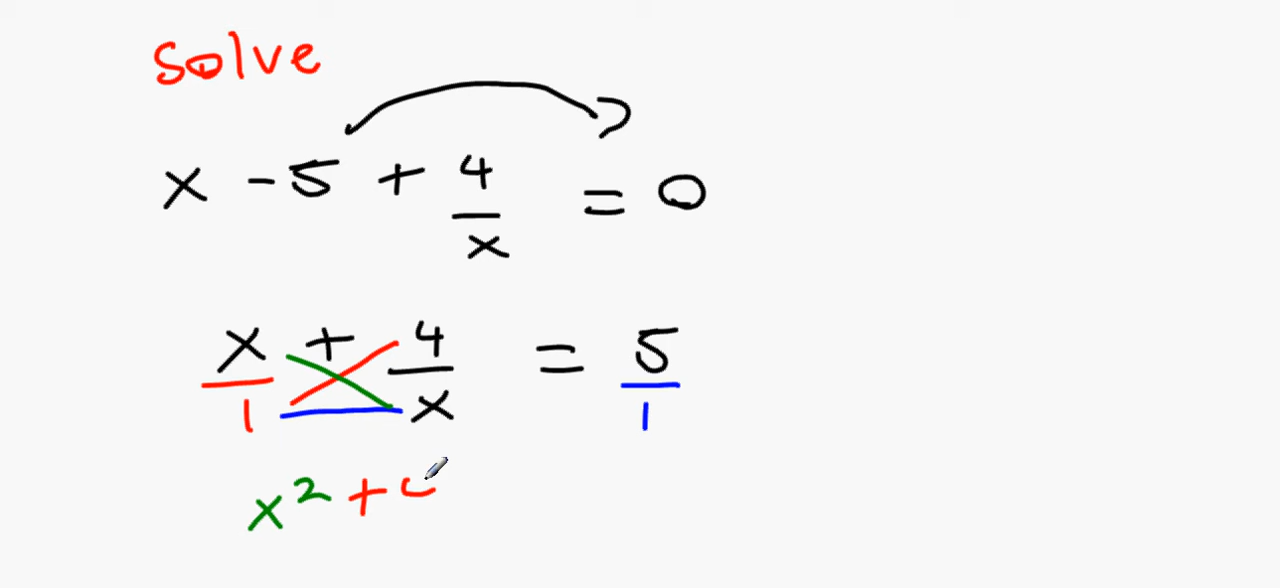 Solve
x - 5 + 4/x = 0
x/1 + 4/x = 5/1
x² +